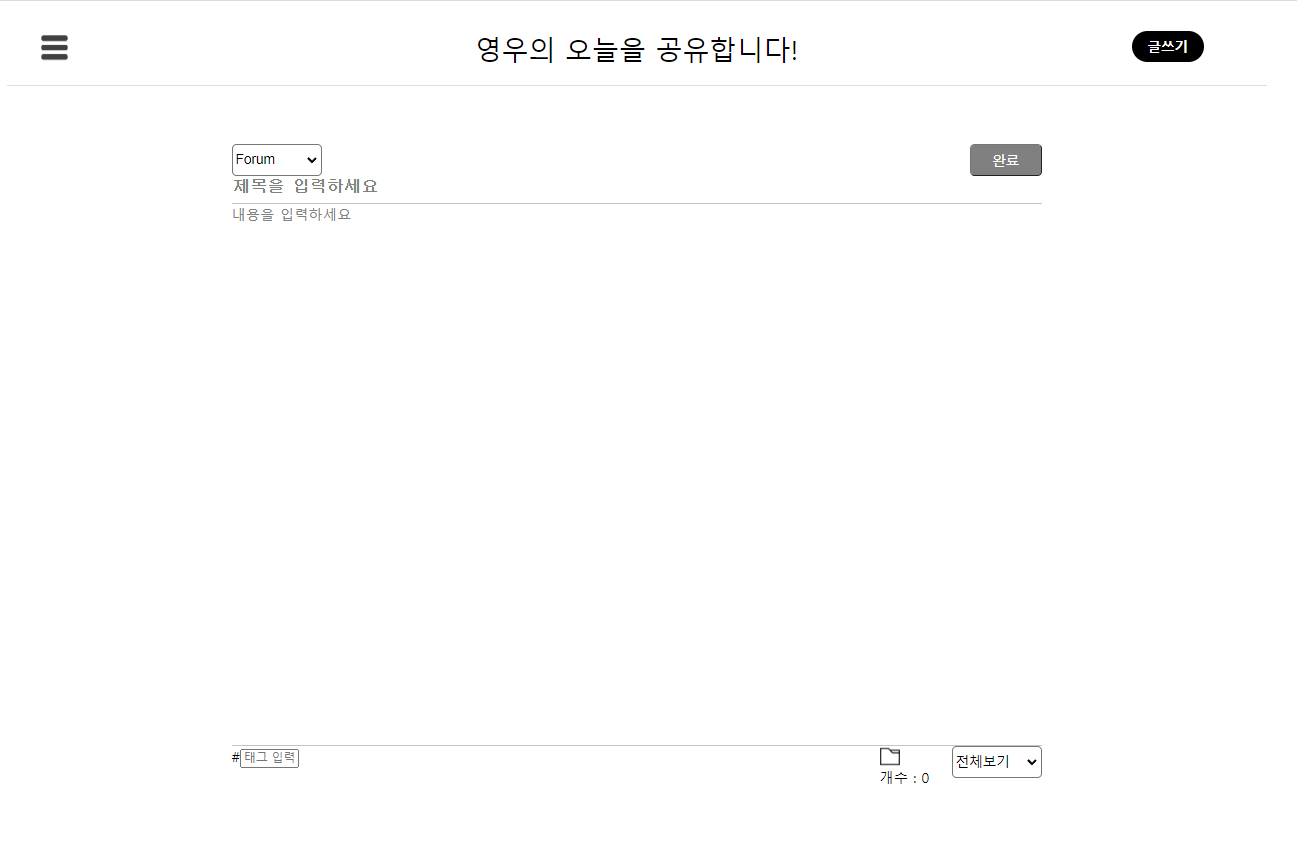 영우의 오늘을 공유합니다!
글쓰기
Forum
완료
제목을 입력하세요
내용을 입력하세요
#태그 입력
개수 : 0
전체보기